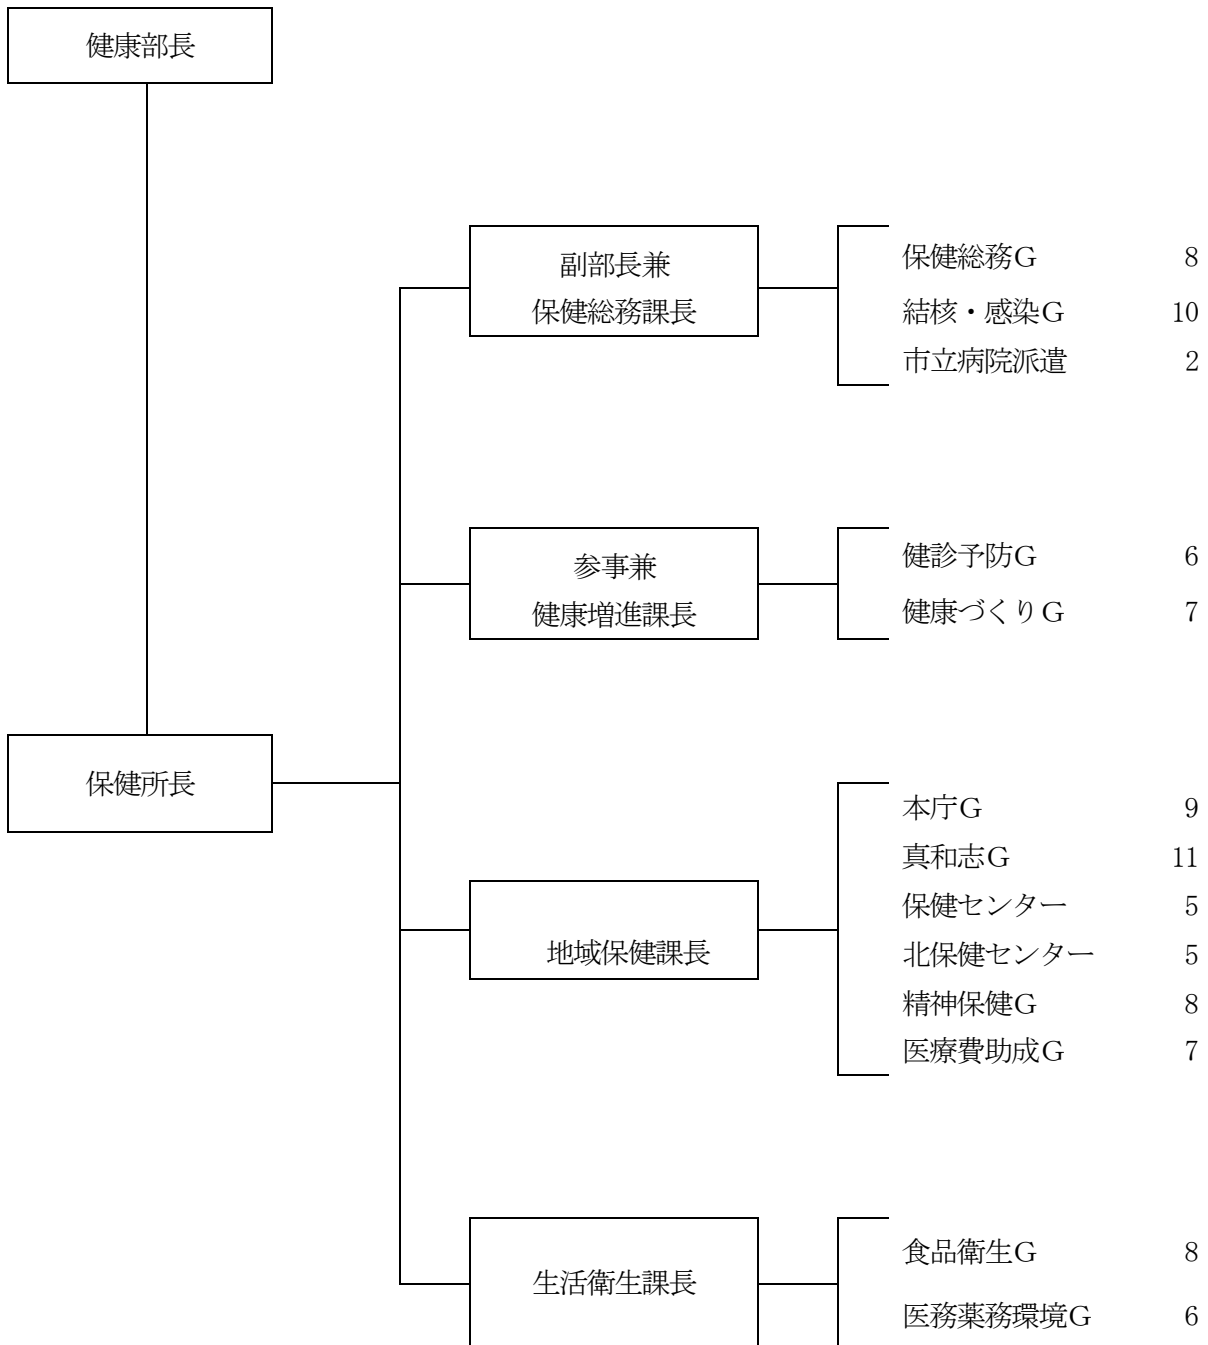 健康部長
副部長兼
保健総務課長
保健総務Ｇ 8
結核・感染Ｇ 10
市立病院派遣 2
参事兼
健康増進課長
健診予防Ｇ 6
健康づくりＧ 7
保健所長
地域保健課長
本庁Ｇ 9
真和志Ｇ 11
保健センター 5
北保健センター 5
精神保健Ｇ 8
医療費助成Ｇ 7
生活衛生課長
食品衛生Ｇ 8
医務薬務環境Ｇ 6